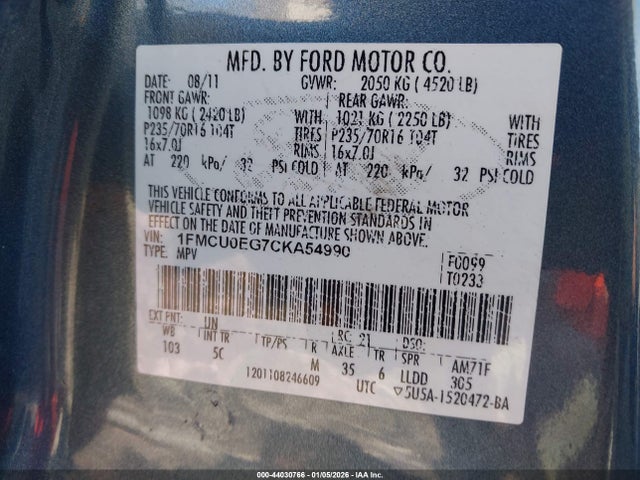 MFD. BY FORD MOTOR CO.
DATE: 08/11 GVWR: 2050 KG ( 4520 LB)
FRONT GAWR: REAR GAWR:
1098 KG ( 2420 LB) WITH 1021 KG ( 2250 LB) WITH
P235/70R16 104T TIRES P235/70R16 104T TIRES
16x7.0J RIMS 16x7.0J RIMS
AT 220 kPa/ 32 PSI COLD AT 220 kPa/ 32 PSI COLD
THIS VEHICLE CONFORMS TO ALL APPLICABLE FEDERAL MOTOR
VEHICLE SAFETY AND THEFT PREVENTION STANDARDS IN
EFFECT ON THE DATE OF MANUFACTURE SHOWN ABOVE.
VIN: 1FMCU0EG7CKA54990
TYPE: MPV
F0099
T0233
EXT PNT: UN RC: 21 DSO:
WB INT TR TP/PS R AXLE TR SPR AM71F
103 5C M 35 6 LLDD 305
1201108246609 UTC ▽5U5A-1520472-BA
000-44030766 - 01/05/2026 - IAA Inc.